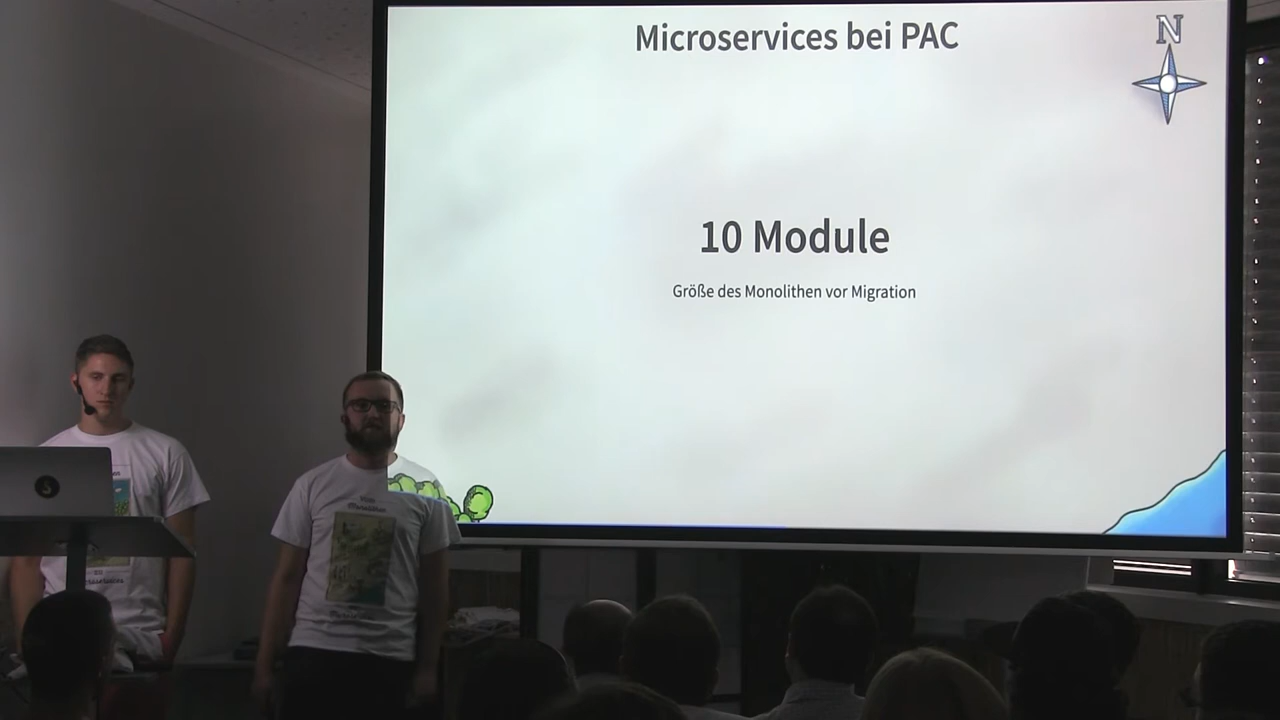 Microservices bei PAC
N
10 Module
Größe des Monolithen vor Migration